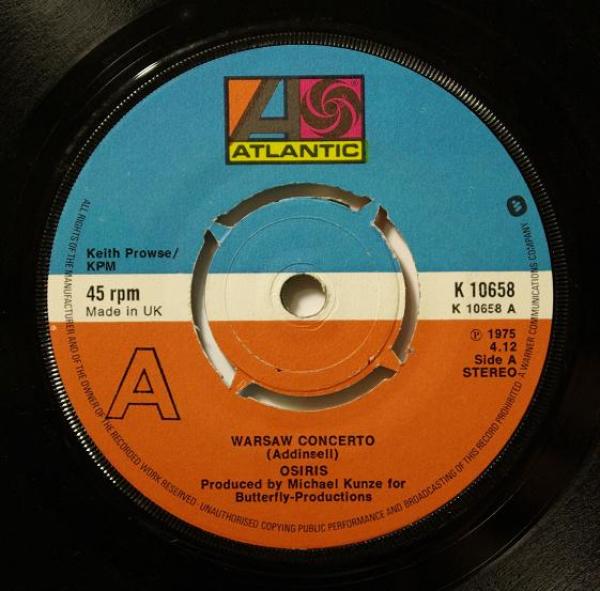 ATLANTIC
Keith Prowse/
KPM
45 rpm
Made in UK
K 10658
K 10658 A
℗ 1975
4.12
Side A
STEREO
A
WARSAW CONCERTO
(Addinsell)
OSIRIS
Produced by Michael Kunze for
Butterfly-Productions
ALL RIGHTS OF THE MANUFACTURER AND OF THE OWNER OF THE RECORDED WORK RESERVED. UNAUTHORISED COPYING PUBLIC PERFORMANCE AND BROADCASTING OF THIS RECORD PROHIBITED. A WARNER COMMUNICATIONS COMPANY